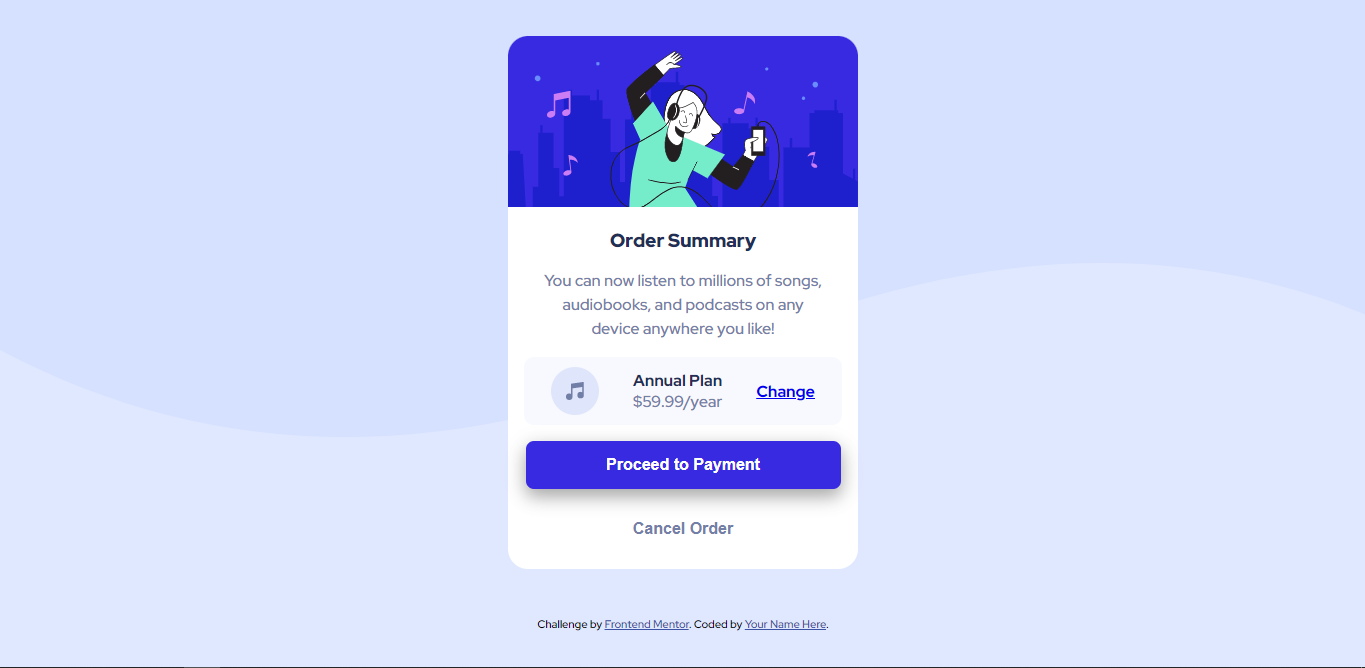 Order Summary
You can now listen to millions of songs,
audiobooks, and podcasts on any
device anywhere you like!
Annual Plan
$59.99/year
Change
Proceed to Payment
Cancel Order
Challenge by Frontend Mentor. Coded by Your Name Here.